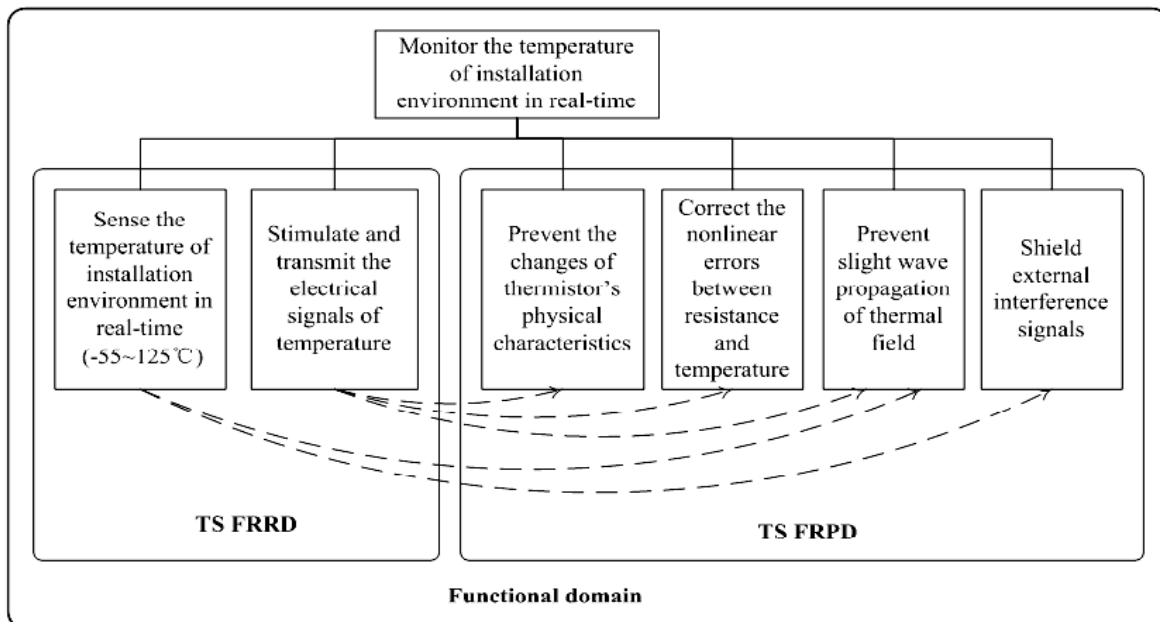 Monitor the temperature
of installation
environment in real-time
Sense the
temperature of
installation
environment in
real-time
(-55~125℃)
Stimulate and
transmit the
electrical
signals of
temperature
Prevent the
changes of
thermistor's
physical
characteristics
Correct the
nonlinear
errors
between
resistance
and
temperature
Prevent
slight wave
propagation
of thermal
field
Shield
external
interference
signals
TS FRRD
TS FRPD
Functional domain